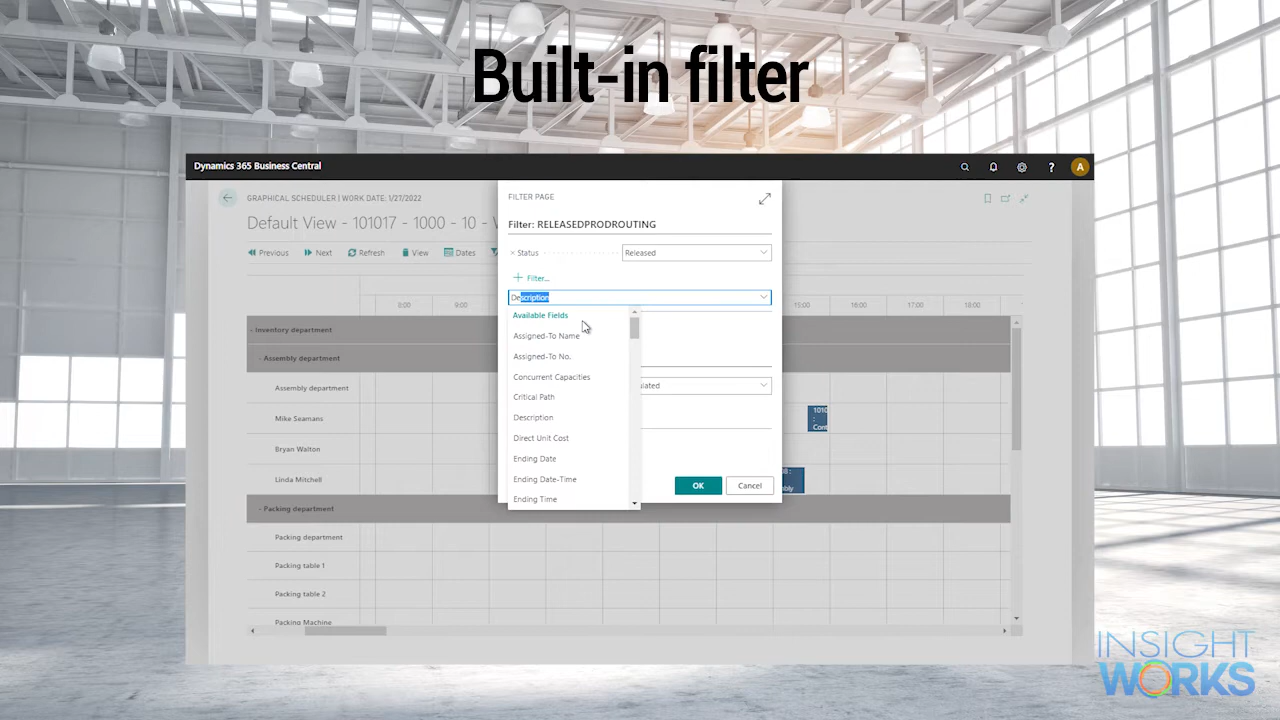 Built-in filter
Dynamics 365 Business Central
?
A
GRAPHICAL SCHEDULER | WORK DATE: 1/27/2022
Default View - 101017 - 1000 - 10 -
Previous
Next
Refresh
View
Dates
FILTER PAGE
Filter: RELEASEDPRODROUTING
× Status
Released
+ Filter...
Description
Available Fields
Assigned-To Name
Assigned-To No.
Concurrent Capacities
Critical Path
Description
Direct Unit Cost
Ending Date
Ending Date-Time
Ending Time
OK
Cancel
8:00
9:00
15:00
16:00
17:00
18:00
- Inventory department
- Assembly department
Assembly department
Mike Seamans
Bryan Walton
Linda Mitchell
- Packing department
Packing department
Packing table 1
Packing table 2
Packing Machine
INSIGHT
WORKS